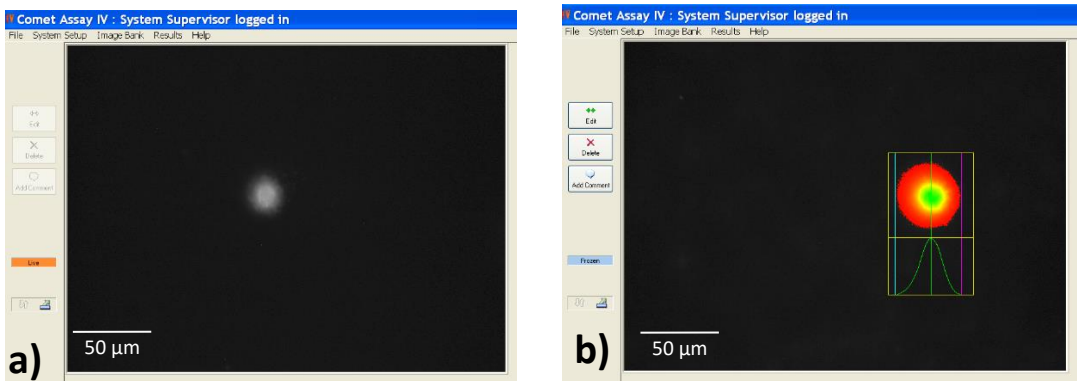 Comet Assay IV : System Supervisor logged in
File System Setup Image Bank Results Help
Edit
Delete
Add Comment
Live
50 µm
a)
Comet Assay IV : System Supervisor logged in
File System Setup Image Bank Results Help
Edit
Delete
Add Comment
Frozen
50 µm
b)